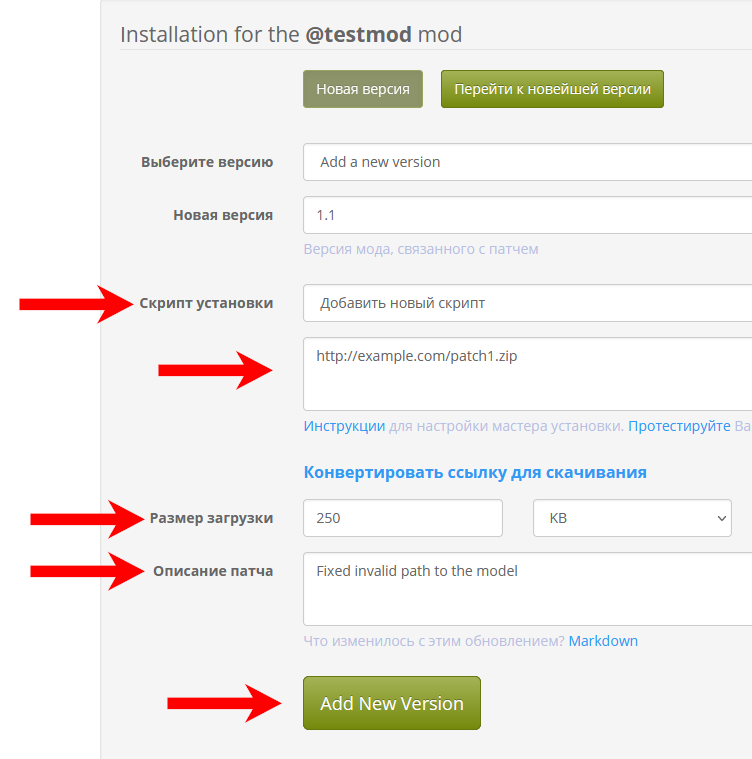 Installation for the @testmod mod
Новая версия Перейти к новейшей версии
Выберите версию Add a new version
Новая версия 1.1
Версия мода, связанного с патчем
Скрипт установки Добавить новый скрипт
http://example.com/patch1.zip
Инструкции для настройки мастера установки. Протестируйте Ва
Конвертировать ссылку для скачивания
Размер загрузки 250 KB
Описание патча Fixed invalid path to the model
Что изменилось с этим обновлением? Markdown
Add New Version